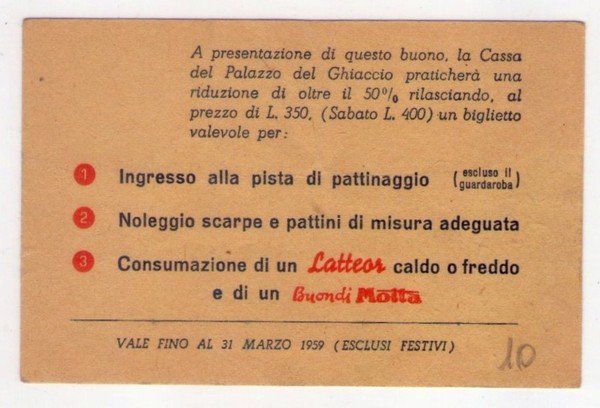 A presentazione di questo buono, la Cassa
del Palazzo del Ghiaccio praticherà una
riduzione di oltre il 50% rilasciando, al
prezzo di L. 350, (Sabato L. 400) un biglietto
valevole per:
1 Ingresso alla pista di pattinaggio (escluso il guardaroba)
2 Noleggio scarpe e pattini di misura adeguata
3 Consumazione di un Latteor caldo o freddo
e di un Buondì Motta
VALE FINO AL 31 MARZO 1959 (ESCLUSI FESTIVI)
10